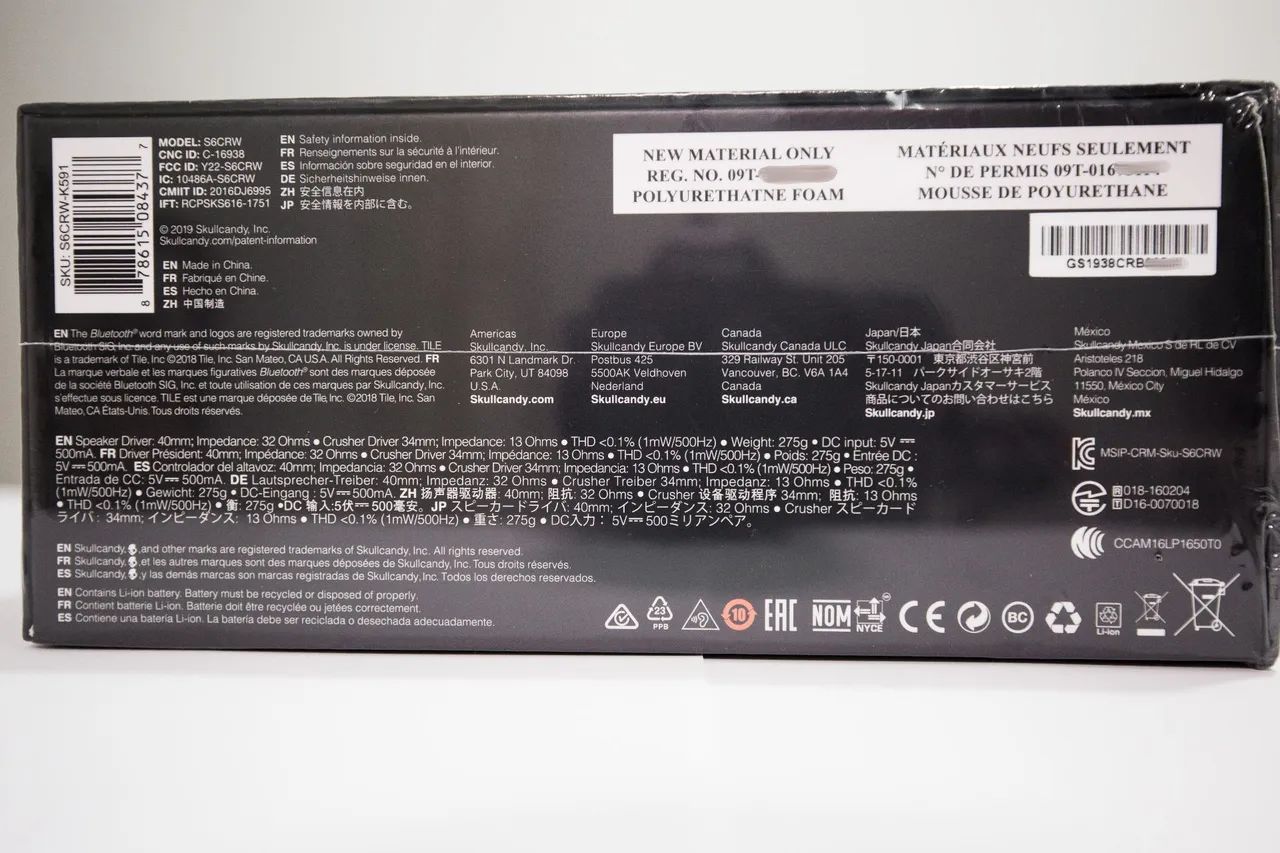 SKU: S6CRW-K591
8 78615 08437 7
MODEL: S6CRW
CNC ID: C-16938
FCC ID: Y22-S6CRW
IC: 10486A-S6CRW
CMIIT ID: 2016DJ6995
IFT: RCPSKS616-1751
EN Safety information inside.
FR Renseignements sur la sécurité à l'intérieur.
ES Información sobre seguridad en el interior.
DE Sicherheitshinweise innen.
ZH 安全信息在内
JP 安全情報を内部に含む。
© 2019 Skullcandy, Inc.
Skullcandy.com/patent-information
EN Made in China.
FR Fabriqué en Chine.
ES Hecho en China.
ZH 中国制造
NEW MATERIAL ONLY
REG. NO. 09T-
POLYURETHATNE FOAM
MATÉRIAUX NEUFS SEULEMENT
N° DE PERMIS 09T-016
MOUSSE DE POYURETHANE
GS1938CRB
EN The Bluetooth® word mark and logos are registered trademarks owned by
Bluetooth SIG, Inc and any use of such marks by Skullcandy, Inc. is under license. TILE
is a trademark of Tile, Inc ©2018 Tile, Inc. San Mateo, CA U.S.A. All Rights Reserved. FR
La marque verbale et les marques figuratives Bluetooth® sont des marques déposée
de la société Bluetooth SIG, Inc. et toute utilisation de ces marques par Skullcandy, Inc.
s'effectue sous licence. TILE est une marque déposée de Tile, Inc. ©2018 Tile, Inc. San
Mateo, CA États-Unis. Tous droits réservés.
Americas
Skullcandy, Inc.
6301 N Landmark Dr.
Park City, UT 84098
U.S.A.
Skullcandy.com
Europe
Skullcandy Europe BV
Postbus 425
5500AK Veldhoven
Nederland
Skullcandy.eu
Canada
Skullcandy Canada ULC
329 Railway St. Unit 205
Vancouver, BC. V6A 1A4
Canada
Skullcandy.ca
Japan/日本
Skullcandy Japan合同会社
〒150-0001 東京都渋谷区神宮前
5-17-11 パークサイドオーサキ2階
Skullcandy Japanカスタマーサービス
商品についてのお問い合わせはこちら
Skullcandy.jp
México
Skullcandy Mexico S de RL de CV
Aristoteles 218
Polanco IV Seccion, Miguel Hidalgo
11550, México City
México
Skullcandy.mx
EN Speaker Driver: 40mm; Impedance: 32 Ohms ● Crusher Driver 34mm; Impedance: 13 Ohms ● THD <0.1% (1mW/500Hz) ● Weight: 275g ● DC input: 5V⎓
500mA. FR Driver Président: 40mm; Impédance: 32 Ohms ● Crusher Driver 34mm; Impédance: 13 Ohms ● THD <0.1% (1mW/500Hz) ● Poids: 275g ● Entrée DC :
5V⎓500mA. ES Controlador del altavoz: 40mm; Impedancia: 32 Ohms ● Crusher Driver 34mm; Impedancia: 13 Ohms ● THD <0.1% (1mW/500Hz) ● Peso: 275g ●
Entrada de CC: 5V⎓500mA. DE Lautsprecher-Treiber: 40mm; Impedanz: 32 Ohms ● Crusher Treiber 34mm; Impedanz: 13 Ohms ● THD <0.1%
(1mW/500Hz) ● Gewicht: 275g ● DC-Eingang : 5V⎓500mA. ZH 扬声器驱动器: 40mm; 阻抗: 32 Ohms ● Crusher 设备驱动程序 34mm; 阻抗: 13 Ohms
● THD <0.1% (1mW/500Hz) ● 衡: 275g ●DC 输入:5伏⎓500毫安。JP スピーカードライバ: 40mm; インピーダンス: 32 Ohms ● Crusher スピーカード
ライバ: 34mm; インピーダンス: 13 Ohms ● THD <0.1% (1mW/500Hz) ● 重さ: 275g ● DC入力： 5V⎓500ミリアンペア。
EN Skullcandy, ,and other marks are registered trademarks of Skullcandy, Inc. All rights reserved.
FR Skullcandy, ,et les autres marques sont des marques déposées de Skullcandy, Inc. Tous droits réservés.
ES Skullcandy, ,y las demás marcas son marcas registradas de Skullcandy, Inc. Todos los derechos reservados.
EN Contains Li-ion battery. Battery must be recycled or disposed of properly.
FR Contient batterie Li-ion. Batterie doit être recyclée ou jetées correctement.
ES Contiene una batería Li-ion. La batería debe ser reciclada o desechada adecuadamente.
MSIP-CRM-Sku-S6CRW
R 018-160204
T D16-0070018
CCAM16LP1650T0
23
PPB
10
EAC
NOM
NYCE
CE
BC
Li-ion